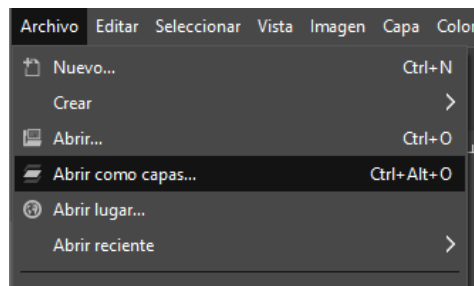 Archivo Editar Seleccionar Vista Imagen Capa Color
Nuevo... Ctrl+N
Crear
Abrir... Ctrl+O
Abrir como capas... Ctrl+Alt+O
Abrir lugar...
Abrir reciente